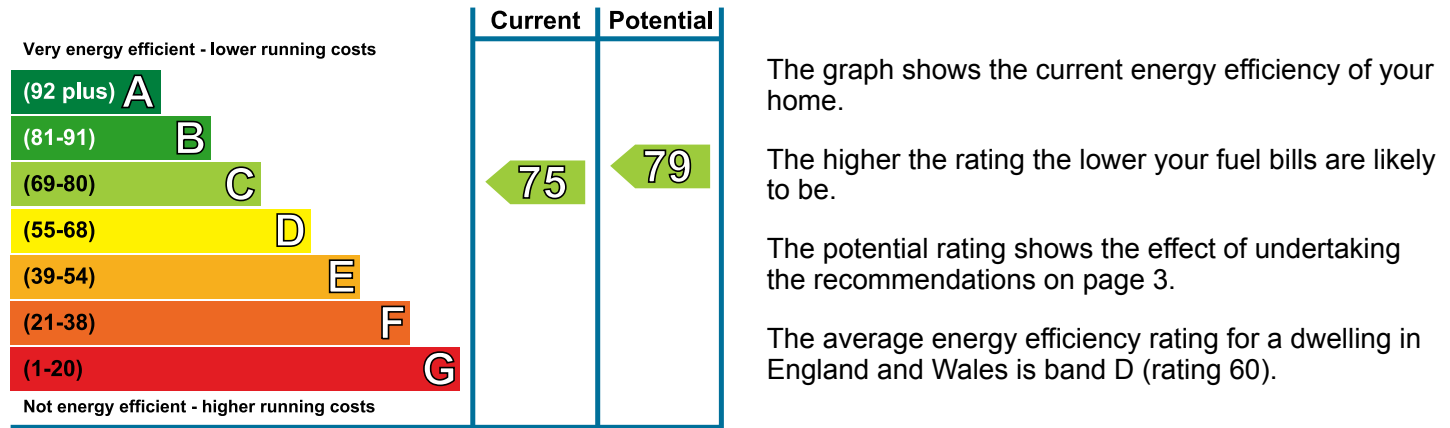 Current Potential
Very energy efficient - lower running costs
(92 plus) A
(81-91) B
(69-80) C
(55-68) D
(39-54) E
(21-38) F
(1-20) G
Not energy efficient - higher running costs
75
79
The graph shows the current energy efficiency of your
home.
The higher the rating the lower your fuel bills are likely
to be.
The potential rating shows the effect of undertaking
the recommendations on page 3.
The average energy efficiency rating for a dwelling in
England and Wales is band D (rating 60).